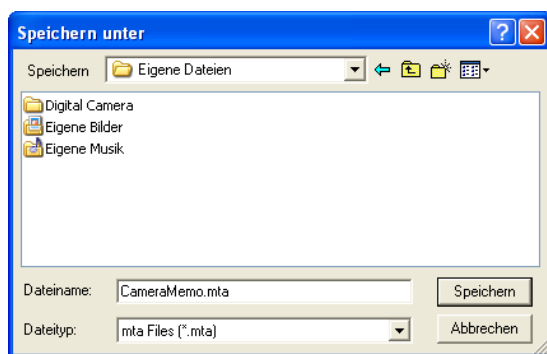 Speichern unter
Speichern Eigene Dateien
Digital Camera
Eigene Bilder
Eigene Musik
Dateiname: CameraMemo.mta Speichern
Dateityp: mta Files (*.mta) Abbrechen